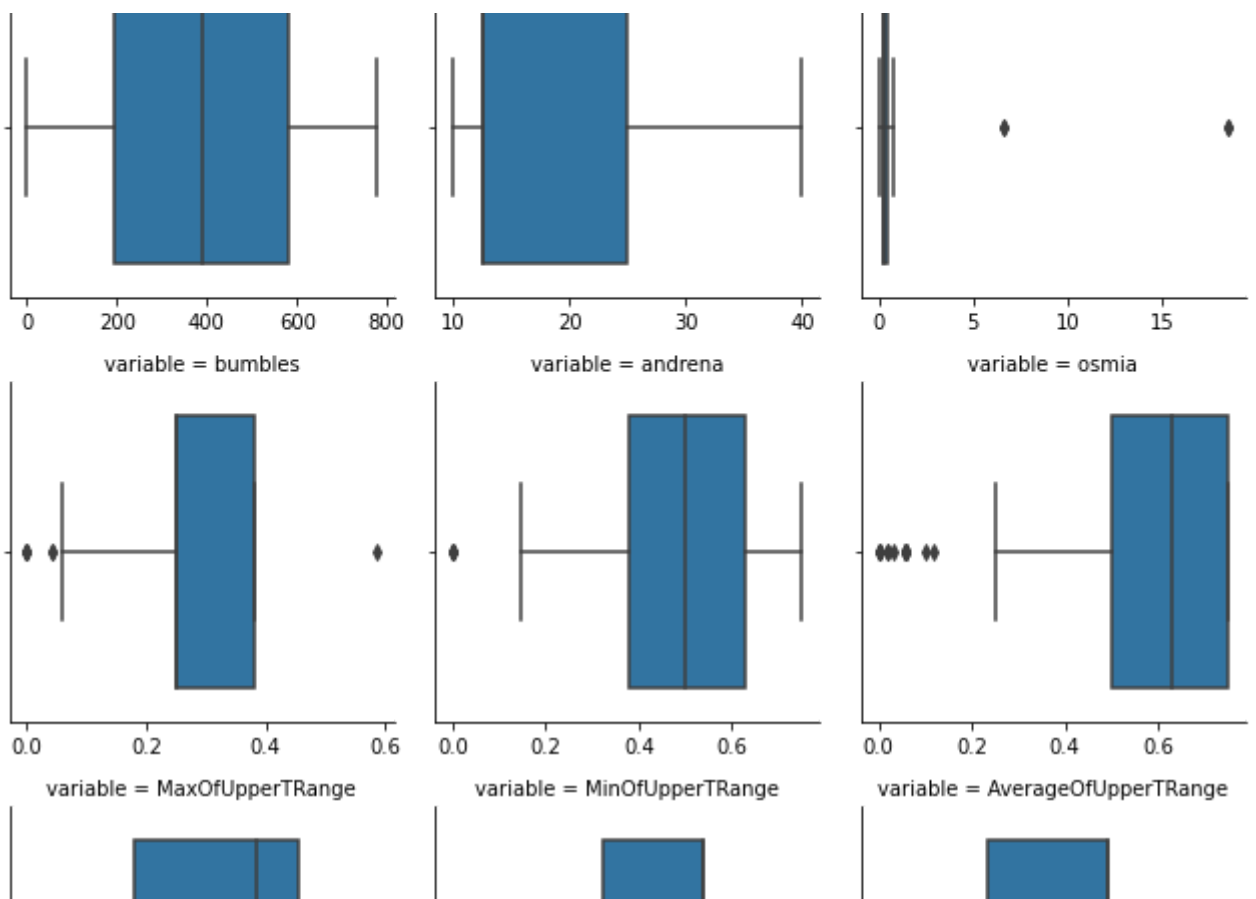 0 200 400 600 800
10 20 30 40
0 5 10 15
variable = bumbles
variable = andrena
variable = osmia
0.0 0.2 0.4 0.6
0.0 0.2 0.4 0.6
0.0 0.2 0.4 0.6
variable = MaxOfUpperTRange
variable = MinOfUpperTRange
variable = AverageOfUpperTRange